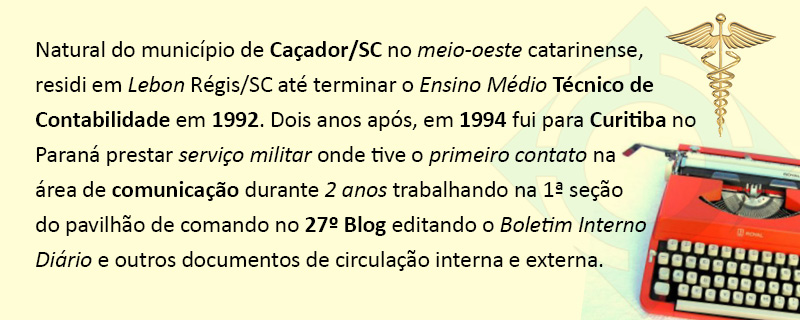 Natural do município de Caçador/SC no meio-oeste catarinense,
residi em Lebon Régis/SC até terminar o Ensino Médio Técnico de
Contabilidade em 1992. Dois anos após, em 1994 fui para Curitiba no
Paraná prestar serviço militar onde tive o primeiro contato na
área de comunicação durante 2 anos trabalhando na 1ª seção
do pavilhão de comando no 27º Blog editando o Boletim Interno
Diário e outros documentos de circulação interna e externa.
ROYAL